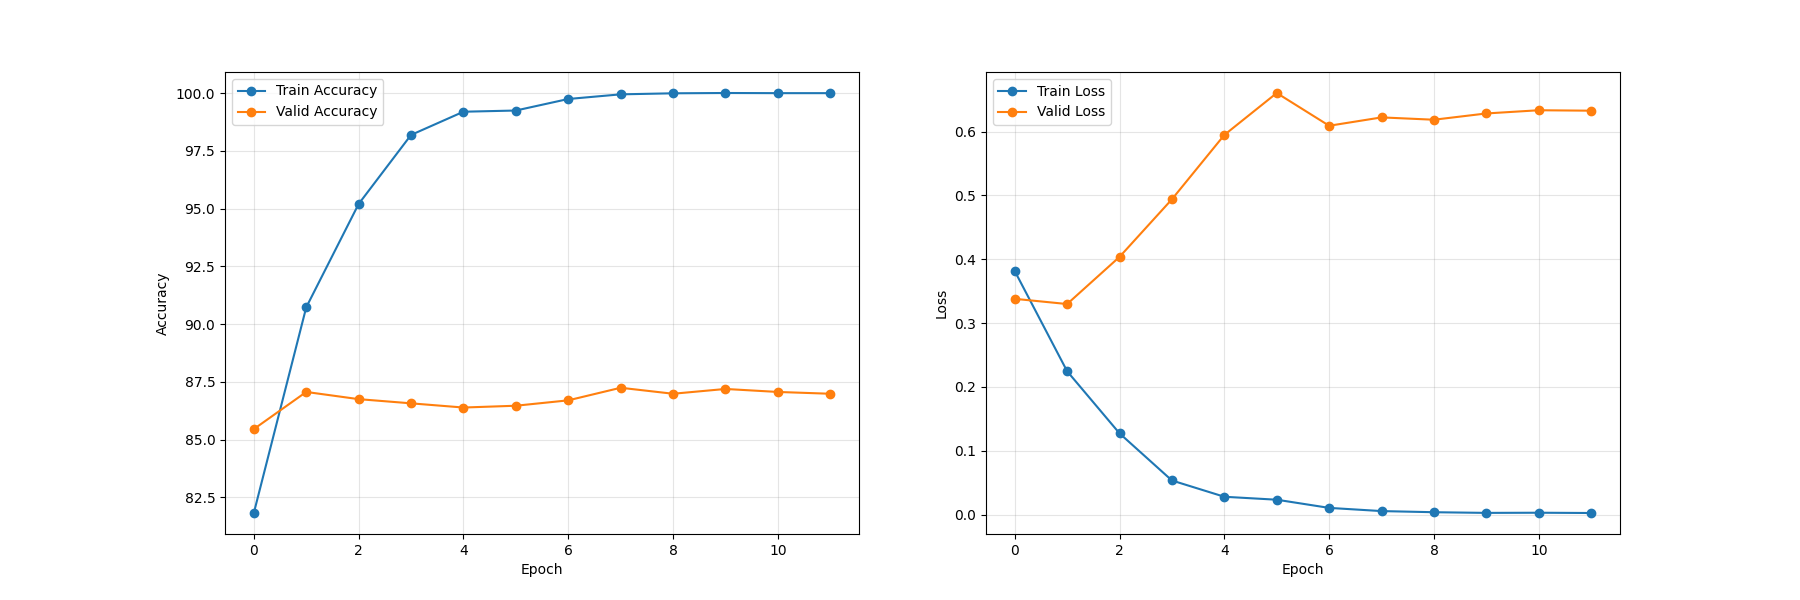 Train Accuracy
Valid Accuracy
100.0
97.5
95.0
92.5
90.0
87.5
85.0
82.5
Accuracy
0 2 4 6 8 10
Epoch
Train Loss
Valid Loss
0.6
0.5
0.4
0.3
0.2
0.1
0.0
Loss
0 2 4 6 8 10
Epoch